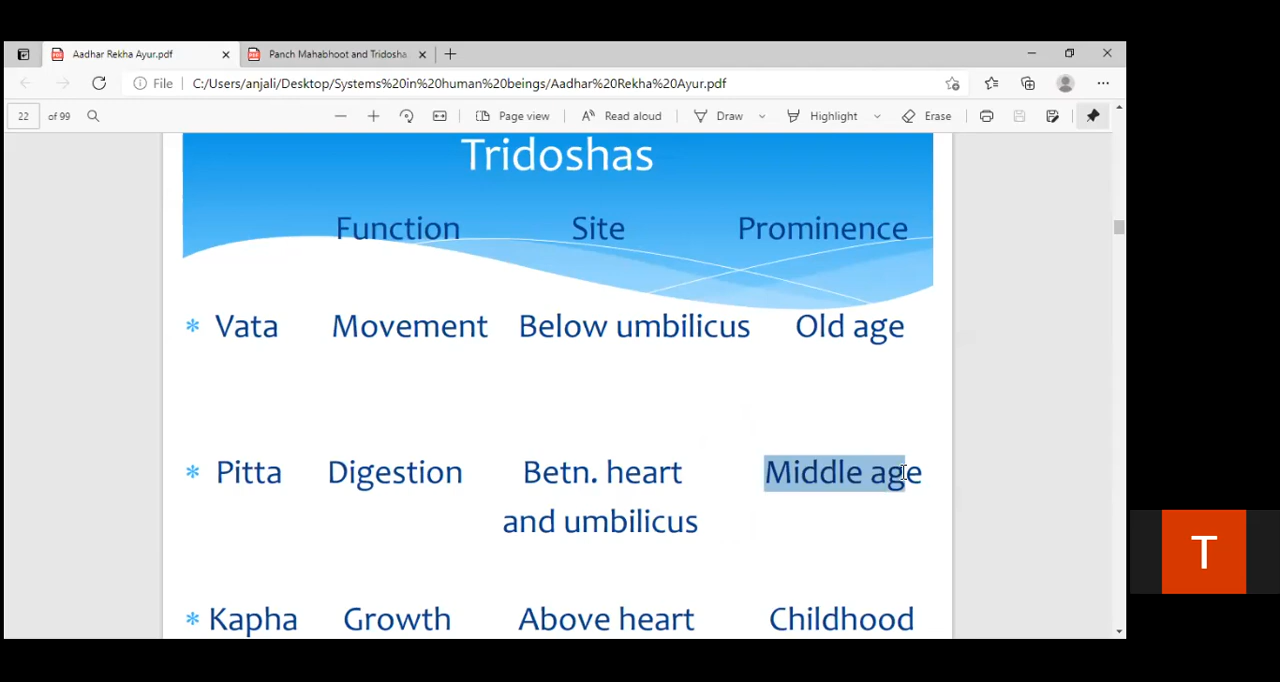 Aadhar Rekha Ayur.pdf
Panch Mahabhoot and Tridosha
File
C:/Users/anjali/Desktop/Systems%20in%20human%20beings/Aadhar%20Rekha%20Ayur.pdf
22 of 99
Page view
Read aloud
Draw
Highlight
Erase
Tridoshas
Function Site Prominence
* Vata Movement Below umbilicus Old age
* Pitta Digestion Betn. heart Middle age
and umbilicus
* Kapha Growth Above heart Childhood
T